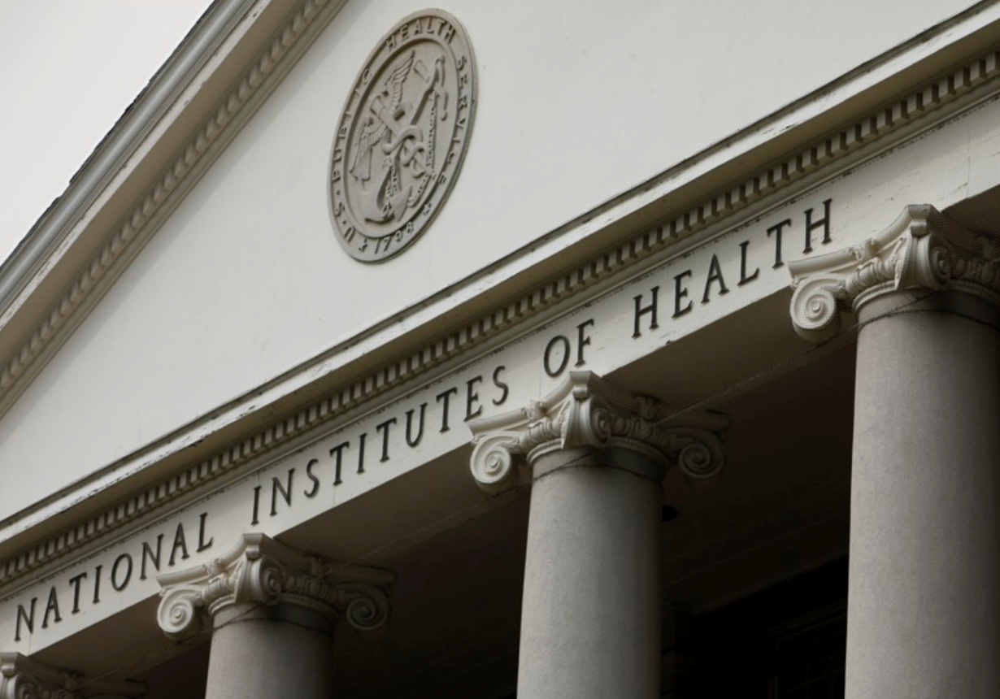 U.S. PUBLIC HEALTH SERVICE
1798
NATIONAL INSTITUTES OF HEALTH